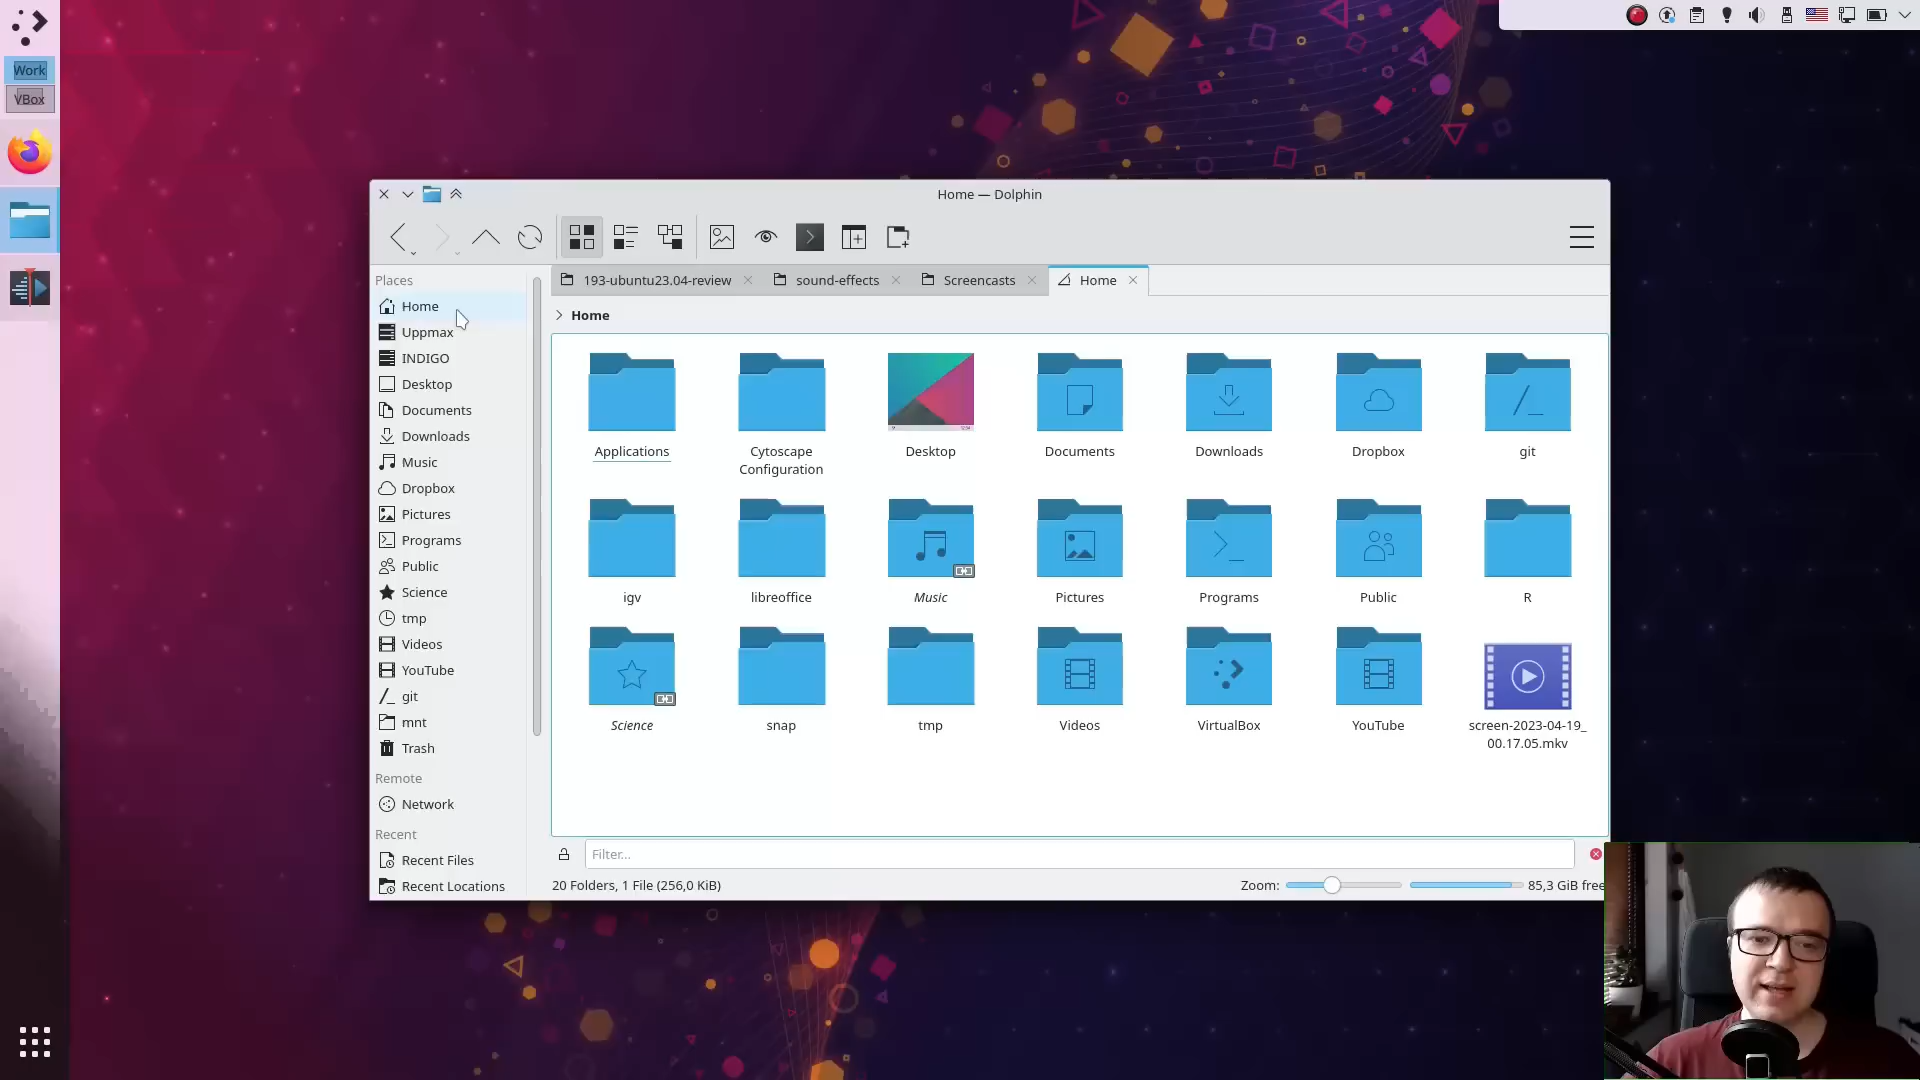 Work
VBox
Home — Dolphin
Places
Home
Uppmax
INDIGO
Desktop
Documents
Downloads
Music
Dropbox
Pictures
Programs
Public
Science
tmp
Videos
YouTube
git
mnt
Trash
Remote
Network
Recent
Recent Files
Recent Locations
193-ubuntu23.04-review
sound-effects
Screencasts
Home
Home
Applications
Cytoscape
Configuration
Desktop
Documents
Downloads
Dropbox
git
igv
libreoffice
Music
Pictures
Programs
Public
R
Science
snap
tmp
Videos
VirtualBox
YouTube
screen-2023-04-19_
00.17.05.mkv
Filter...
20 Folders, 1 File (256,0 KiB)
Zoom:
85,3 GiB free